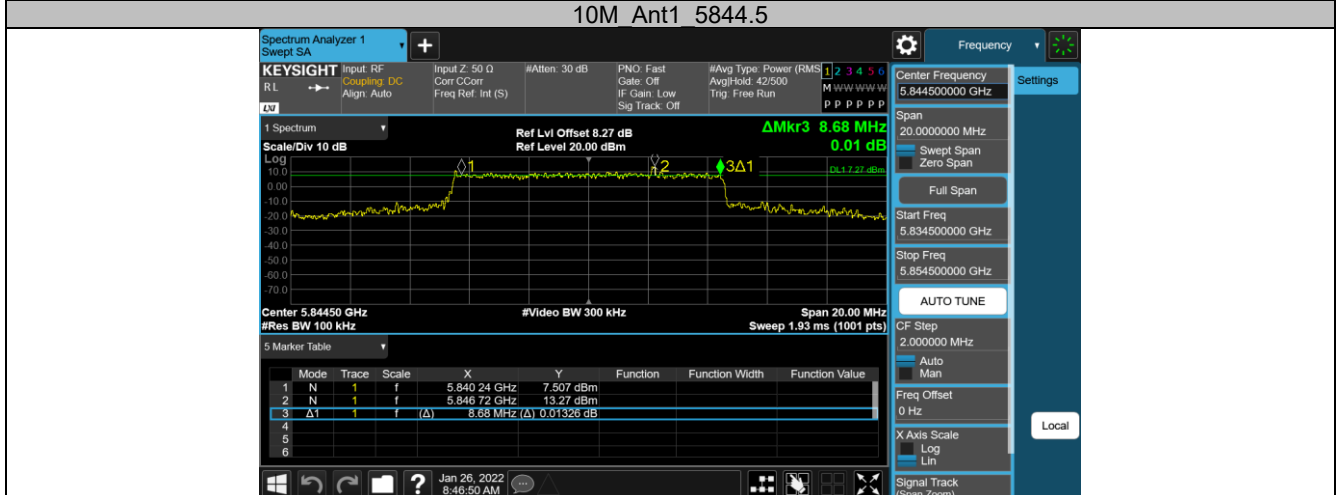 10M_Ant1_5844.5
Spectrum Analyzer 1
Swept SA
Frequency
KEYSIGHT
RL
LXI
Input: RF
Coupling: DC
Align: Auto
Input Z: 50 Ω
Corr CCorr
Freq Ref: Int (S)
#Atten: 30 dB
PNO: Fast
Gate: Off
IF Gain: Low
Sig Track: Off
#Avg Type: Power (RMS
Avg|Hold: 42/500
Trig: Free Run
1 2 3 4 5 6
M W W W W W
P P P P P P
Center Frequency
5.844500000 GHz
Settings
1 Spectrum
Scale/Div 10 dB
Ref Lvl Offset 8.27 dB
Ref Level 20.00 dBm
ΔMkr3 8.68 MHz
0.01 dB
Log
10.0
0.00
-10.0
-20.0
-30.0
-40.0
-50.0
-60.0
-70.0
1
2
3Δ1
DL1 7.27 dBm
Center 5.84450 GHz
#Res BW 100 kHz
#Video BW 300 kHz
Span 20.00 MHz
Sweep 1.93 ms (1001 pts)
Span
20.0000000 MHz
Swept Span
Zero Span
Full Span
Start Freq
5.834500000 GHz
Stop Freq
5.854500000 GHz
AUTO TUNE
CF Step
2.000000 MHz
Auto
Man
Freq Offset
0 Hz
X Axis Scale
Log
Lin
Signal Track
(Span Zoom)
Local
5 Marker Table
Mode Trace Scale X Y Function Function Width Function Value
1 N 1 f 5.840 24 GHz 7.507 dBm
2 N 1 f 5.846 72 GHz 13.27 dBm
3 Δ1 1 f (Δ) 8.68 MHz (Δ) 0.01326 dB
4
5
6
?
Jan 26, 2022
8:46:50 AM